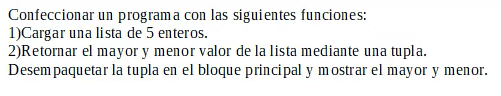 Confeccionar un programa con las siguientes funciones:
1)Cargar una lista de 5 enteros.
2)Retornar el mayor y menor valor de la lista mediante una tupla.
Desempaquetar la tupla en el bloque principal y mostrar el mayor y menor.